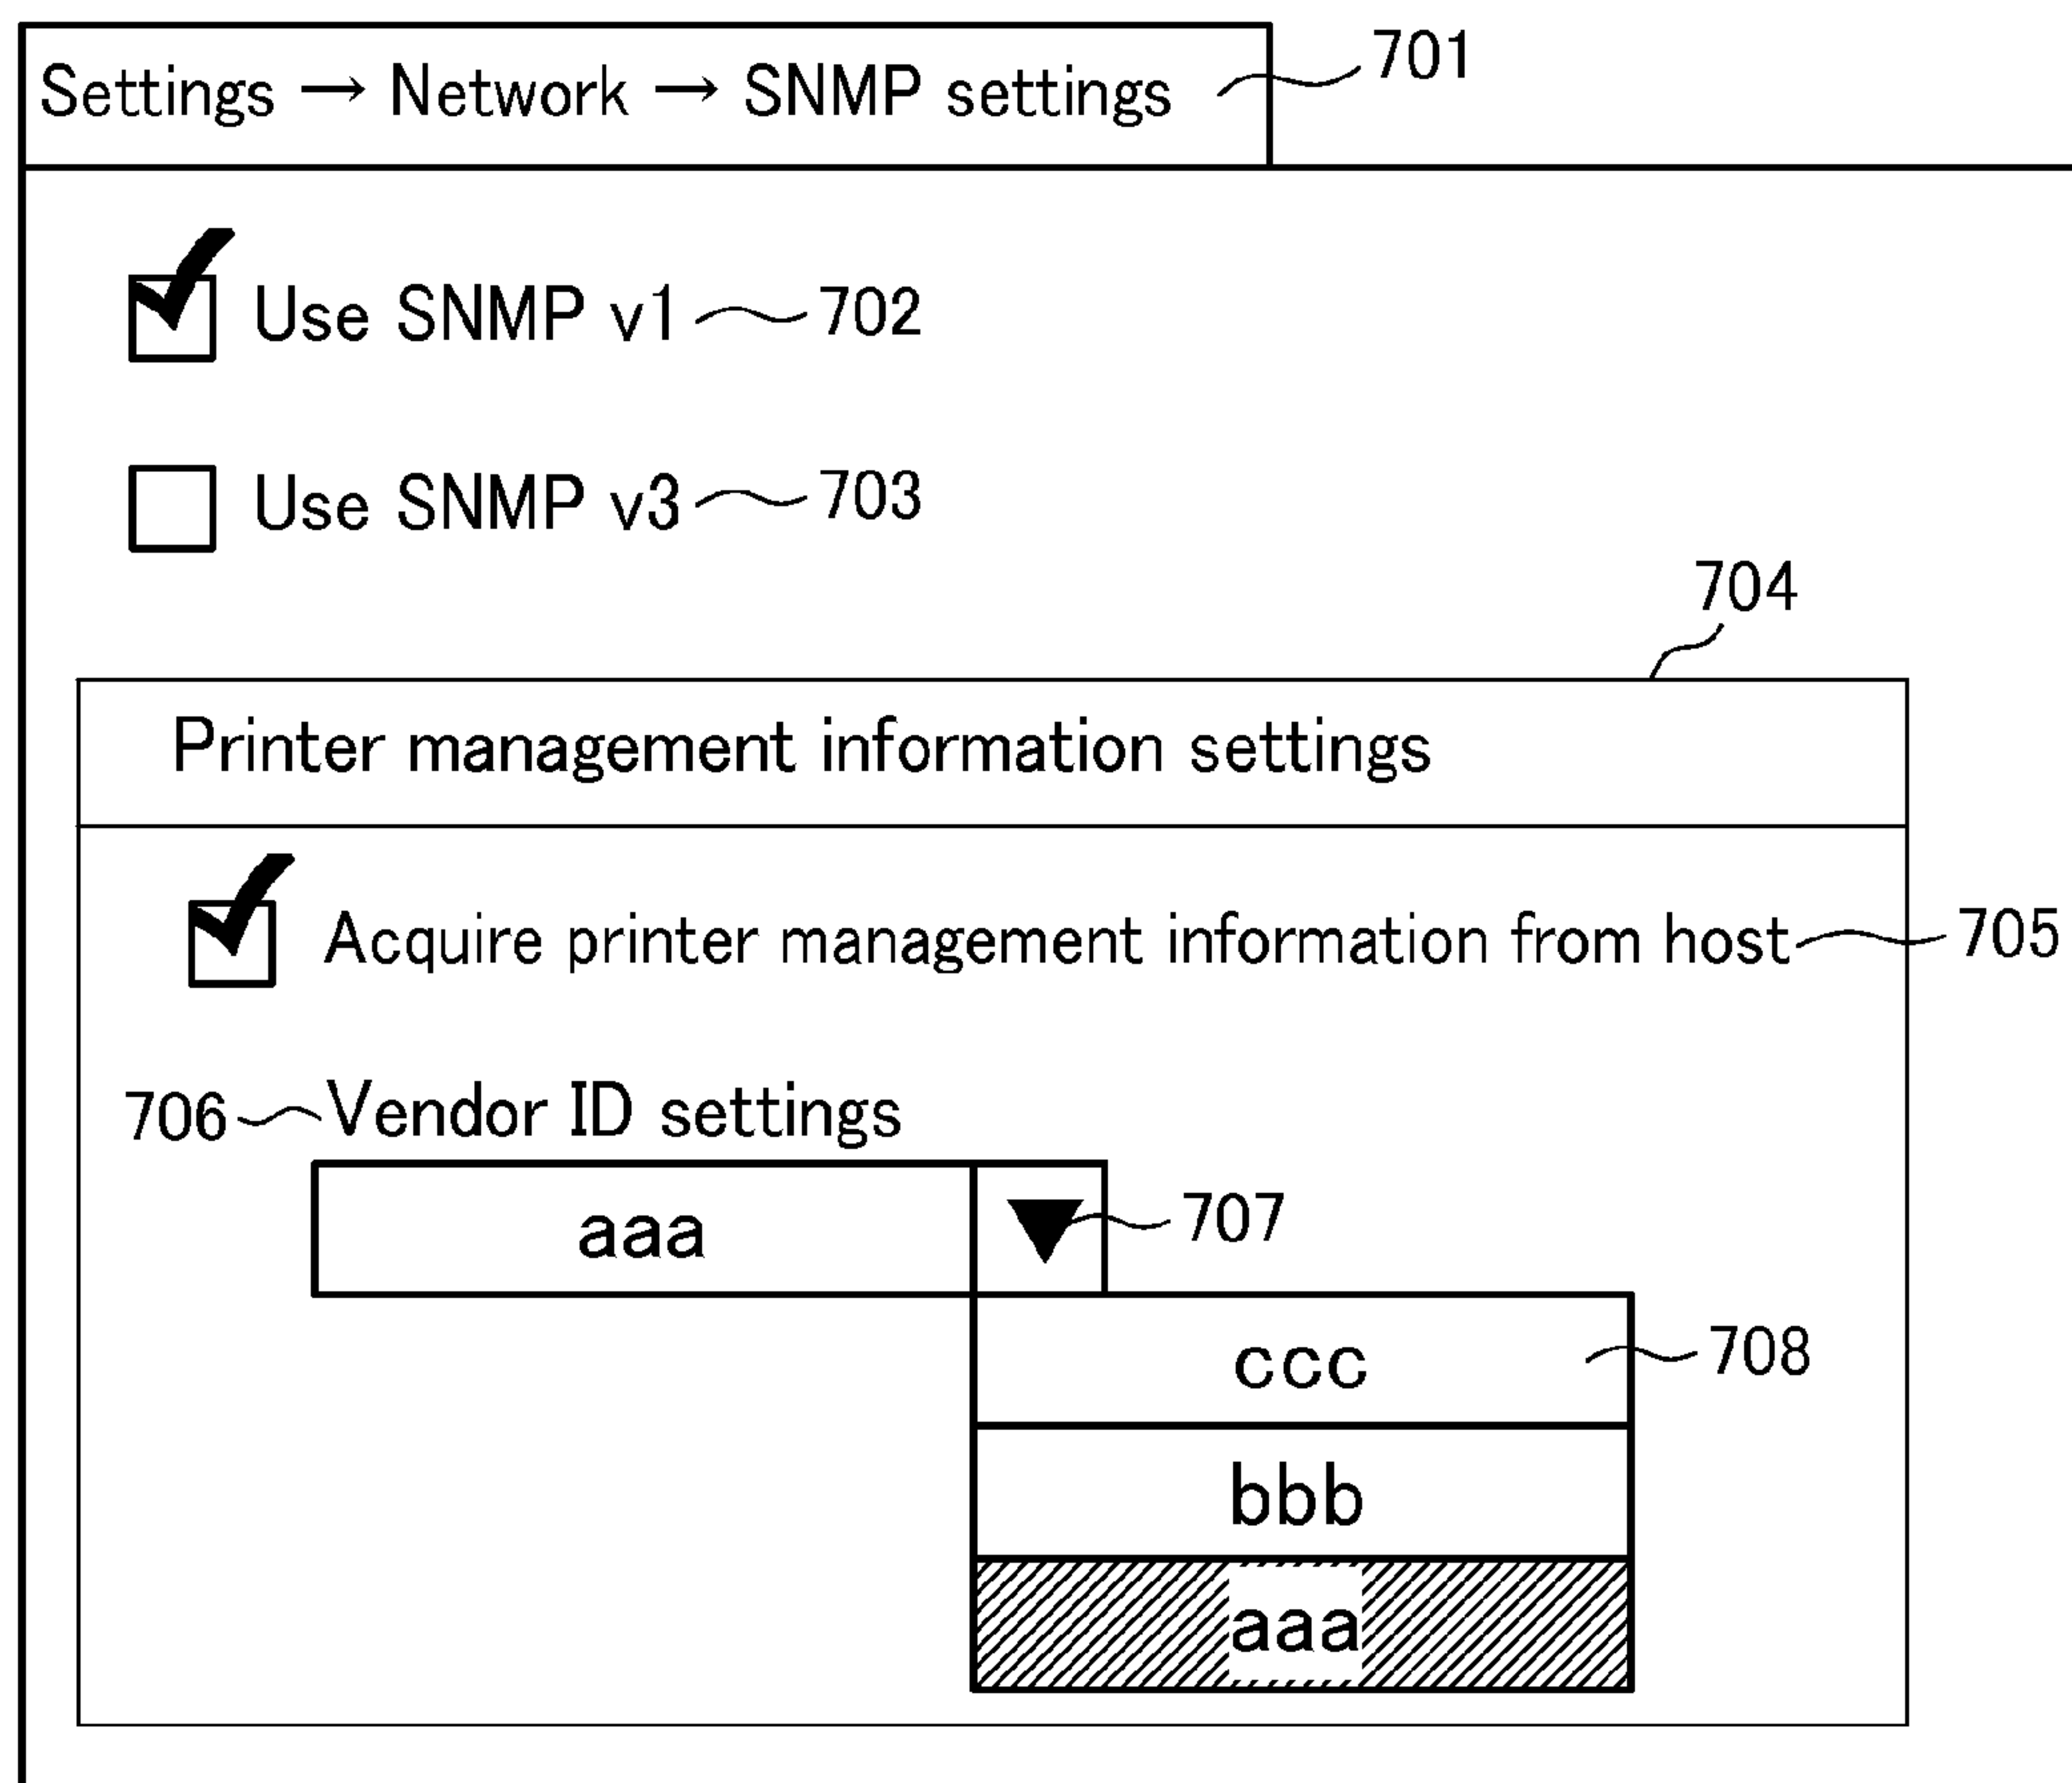 Settings → Network → SNMP settings 701
Use SNMP v1 702
Use SNMP v3 703
704
Printer management information settings
Acquire printer management information from host 705
706 Vendor ID settings
aaa 707
ccc 708
bbb
aaa